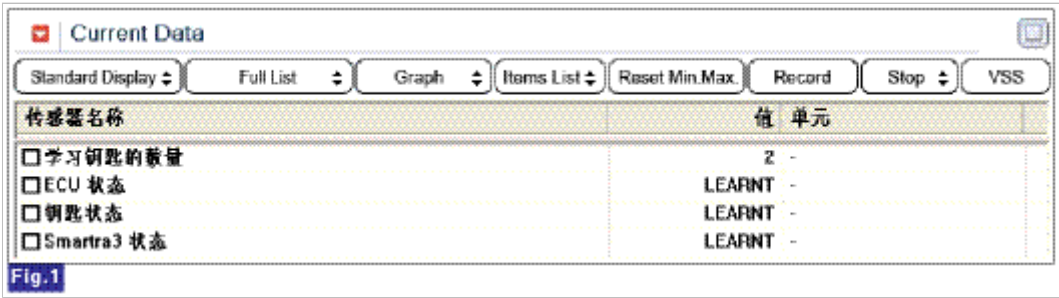 Current Data
Standard Display Full List Graph Items List Reset Min.Max. Record Stop VSS
传感器名称 值 单元
学习钥匙的数量 2 -
ECU 状态 LEARNT -
钥匙状态 LEARNT -
Smartra3 状态 LEARNT -
Fig.1